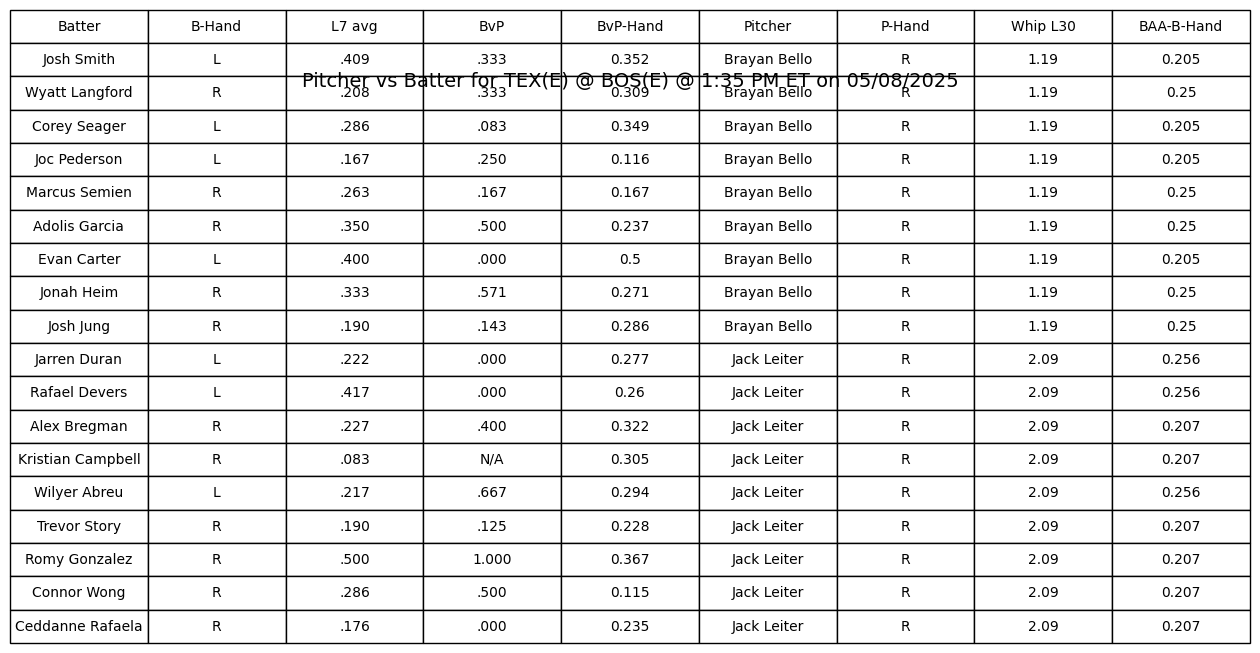 Batter B-Hand L7 avg BvP BvP-Hand Pitcher P-Hand Whip L30 BAA-B-Hand
Josh Smith L .409 .333 0.352 Brayan Bello R 1.19 0.205
Pitcher vs Batter for TEX(E) @ BOS(E) @ 1:35 PM ET on 05/08/2025
Wyatt Langford R .208 .333 0.309 Brayan Bello R 1.19 0.25
Corey Seager L .286 .083 0.349 Brayan Bello R 1.19 0.205
Joc Pederson L .167 .250 0.116 Brayan Bello R 1.19 0.205
Marcus Semien R .263 .167 0.167 Brayan Bello R 1.19 0.25
Adolis Garcia R .350 .500 0.237 Brayan Bello R 1.19 0.25
Evan Carter L .400 .000 0.5 Brayan Bello R 1.19 0.205
Jonah Heim R .333 .571 0.271 Brayan Bello R 1.19 0.25
Josh Jung R .190 .143 0.286 Brayan Bello R 1.19 0.25
Jarren Duran L .222 .000 0.277 Jack Leiter R 2.09 0.256
Rafael Devers L .417 .000 0.26 Jack Leiter R 2.09 0.256
Alex Bregman R .227 .400 0.322 Jack Leiter R 2.09 0.207
Kristian Campbell R .083 N/A 0.305 Jack Leiter R 2.09 0.207
Wilyer Abreu L .217 .667 0.294 Jack Leiter R 2.09 0.256
Trevor Story R .190 .125 0.228 Jack Leiter R 2.09 0.207
Romy Gonzalez R .500 1.000 0.367 Jack Leiter R 2.09 0.207
Connor Wong R .286 .500 0.115 Jack Leiter R 2.09 0.207
Ceddanne Rafaela R .176 .000 0.235 Jack Leiter R 2.09 0.207